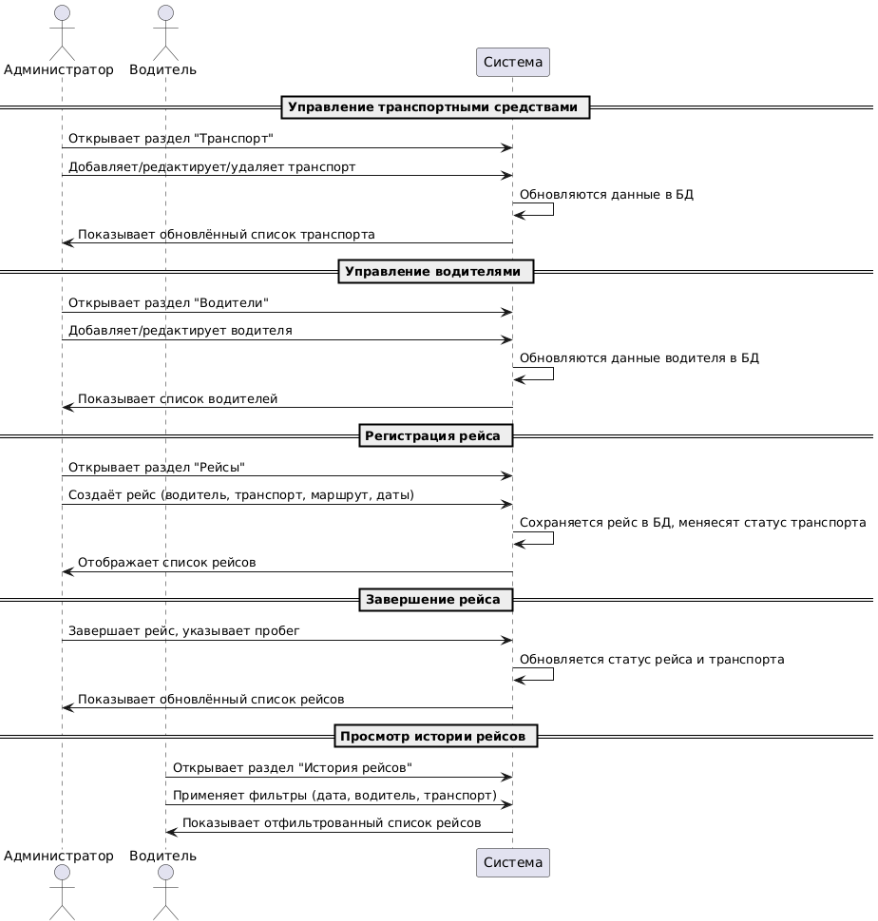 Администратор
Водитель
Система
Управление транспортными средствами
Открывает раздел "Транспорт"
Добавляет/редактирует/удаляет транспорт
Обновляются данные в БД
Показывает обновлённый список транспорта
Управление водителями
Открывает раздел "Водители"
Добавляет/редактирует водителя
Обновляются данные водителя в БД
Показывает список водителей
Регистрация рейса
Открывает раздел "Рейсы"
Создаёт рейс (водитель, транспорт, маршрут, даты)
Сохраняется рейс в БД, меняесят статус транспорта
Отображает список рейсов
Завершение рейса
Завершает рейс, указывает пробег
Обновляется статус рейса и транспорта
Показывает обновлённый список рейсов
Просмотр истории рейсов
Открывает раздел "История рейсов"
Применяет фильтры (дата, водитель, транспорт)
Показывает отфильтрованный список рейсов
Администратор
Водитель
Система